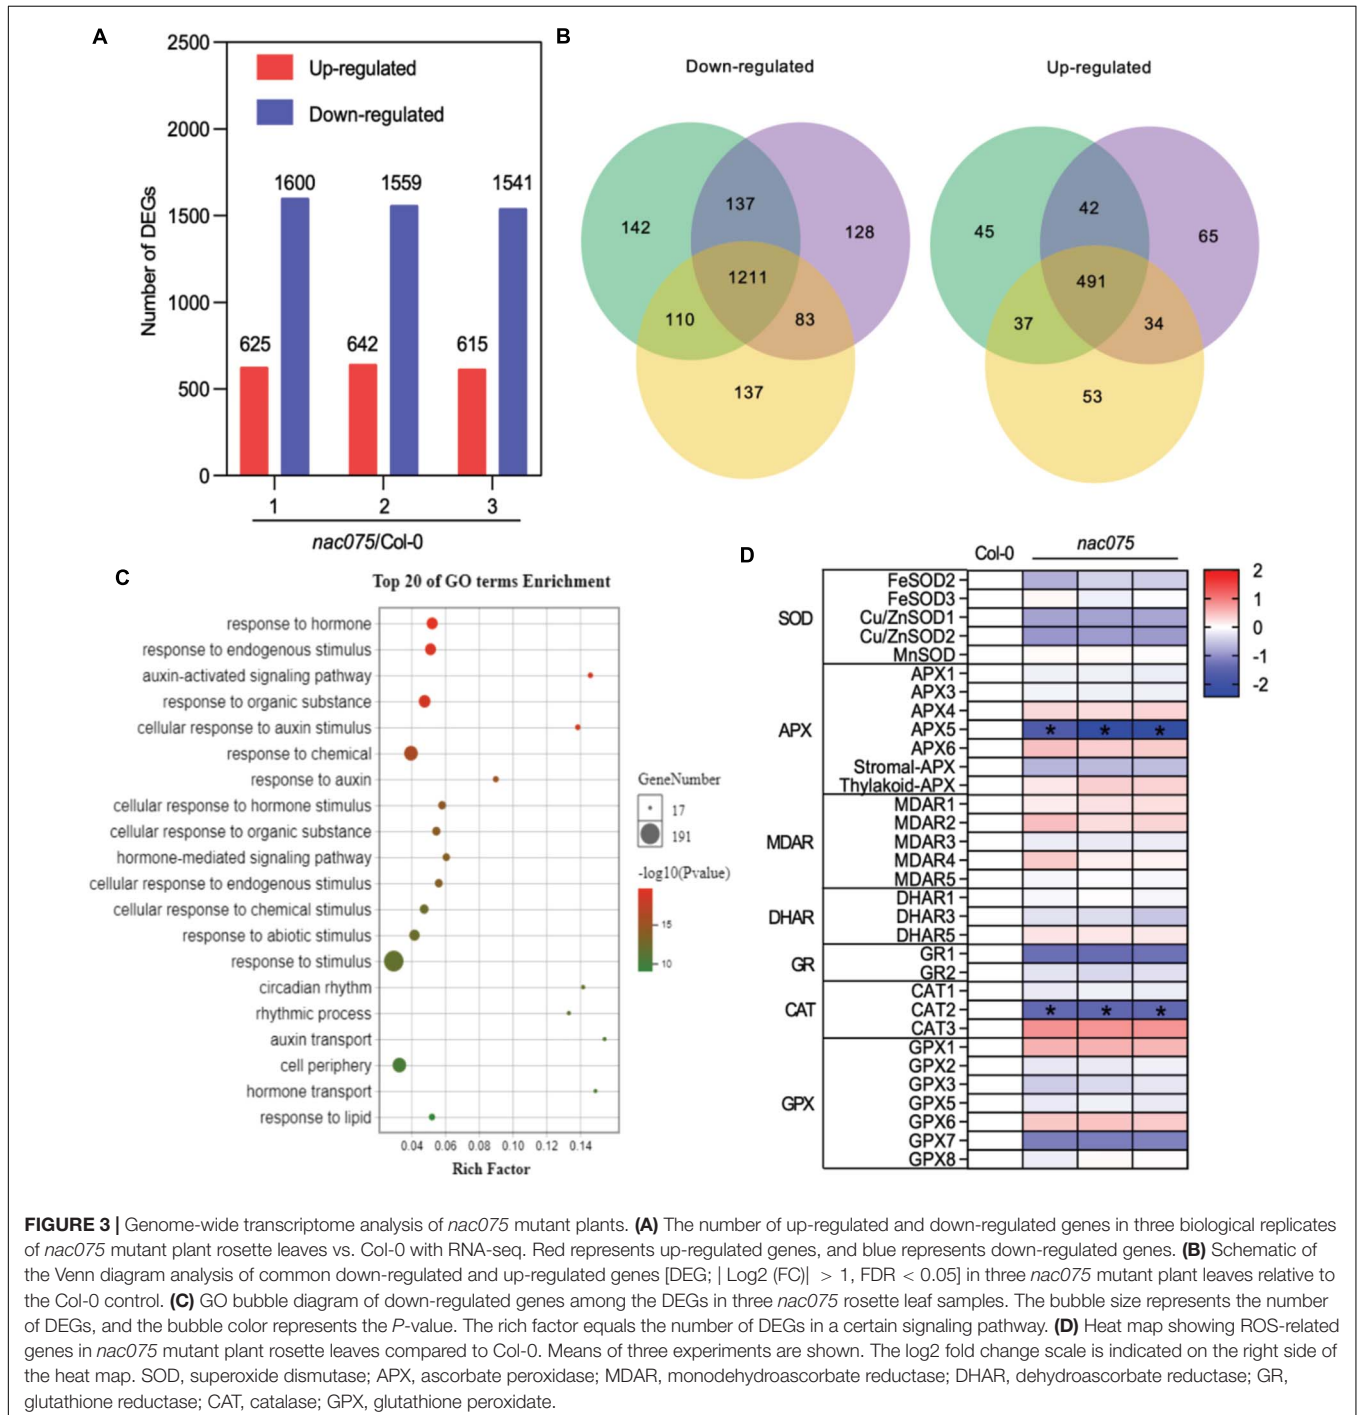 A
2500
2000
1500
1000
500
0
Number of DEGs
Up-regulated
Down-regulated
625
1600
642
1559
615
1541
1
2
3
nac075/Col-0
B
Down-regulated
142
137
128
1211
110
83
137
Up-regulated
45
42
65
491
37
34
53
C
Top 20 of GO terms Enrichment
response to hormone
response to endogenous stimulus
auxin-activated signaling pathway
response to organic substance
cellular response to auxin stimulus
response to chemical
response to auxin
cellular response to hormone stimulus
cellular response to organic substance
hormone-mediated signaling pathway
cellular response to endogenous stimulus
cellular response to chemical stimulus
response to abiotic stimulus
response to stimulus
circadian rhythm
rhythmic process
auxin transport
cell periphery
hormone transport
response to lipid
0.04 0.06 0.08 0.10 0.12 0.14
Rich Factor
GeneNumber
17
191
-log10(Pvalue)
15
10
D
Col-0
nac075
SOD
FeSOD2
FeSOD3
Cu/ZnSOD1
Cu/ZnSOD2
MnSOD
APX
APX1
APX3
APX4
APX5 * * *
APX6
Stromal-APX
Thylakoid-APX
MDAR
MDAR1
MDAR2
MDAR3
MDAR4
MDAR5
DHAR
DHAR1
DHAR3
DHAR5
GR
GR1
GR2
CAT
CAT1
CAT2 * * *
CAT3
GPX
GPX1
GPX2
GPX3
GPX5
GPX6
GPX7
GPX8
2
1
0
-1
-2
FIGURE 3 | Genome-wide transcriptome analysis of nac075 mutant plants. (A) The number of up-regulated and down-regulated genes in three biological replicates
of nac075 mutant plant rosette leaves vs. Col-0 with RNA-seq. Red represents up-regulated genes, and blue represents down-regulated genes. (B) Schematic of
the Venn diagram analysis of common down-regulated and up-regulated genes [DEG; | Log2 (FC)| > 1, FDR < 0.05] in three nac075 mutant plant leaves relative to
the Col-0 control. (C) GO bubble diagram of down-regulated genes among the DEGs in three nac075 rosette leaf samples. The bubble size represents the number
of DEGs, and the bubble color represents the P-value. The rich factor equals the number of DEGs in a certain signaling pathway. (D) Heat map showing ROS-related
genes in nac075 mutant plant rosette leaves compared to Col-0. Means of three experiments are shown. The log2 fold change scale is indicated on the right side of
the heat map. SOD, superoxide dismutase; APX, ascorbate peroxidase; MDAR, monodehydroascorbate reductase; DHAR, dehydroascorbate reductase; GR,
glutathione reductase; CAT, catalase; GPX, glutathione peroxidate.